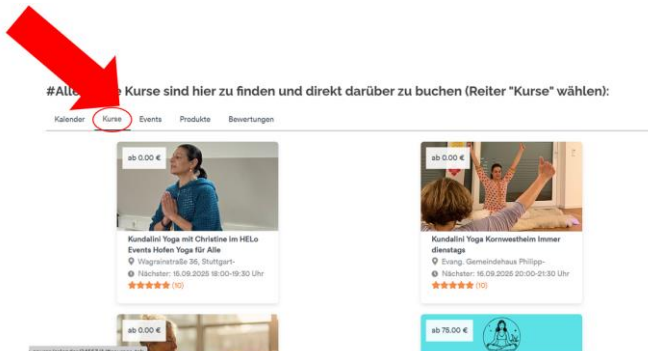 #Alle Kurse sind hier zu finden und direkt darüber zu buchen (Reiter "Kurse" wählen):
Kalender Kurse Events Produkte Bewertungen
ab 0.00 €
Kundalini Yoga mit Christine im HELo
Events Hofen Yoga für Alle
Wagrainstraße 36, Stuttgart-
Nächster: 16.09.2025 18:00-19:30 Uhr
(10)
ab 0.00 €
Kundalini Yoga Kornwestheim Immer
dienstags
Evang. Gemeindehaus Philipp-
Nächster: 16.09.2025 20:00-21:30 Uhr
(10)
ab 0.00 €
ab 75.00 €